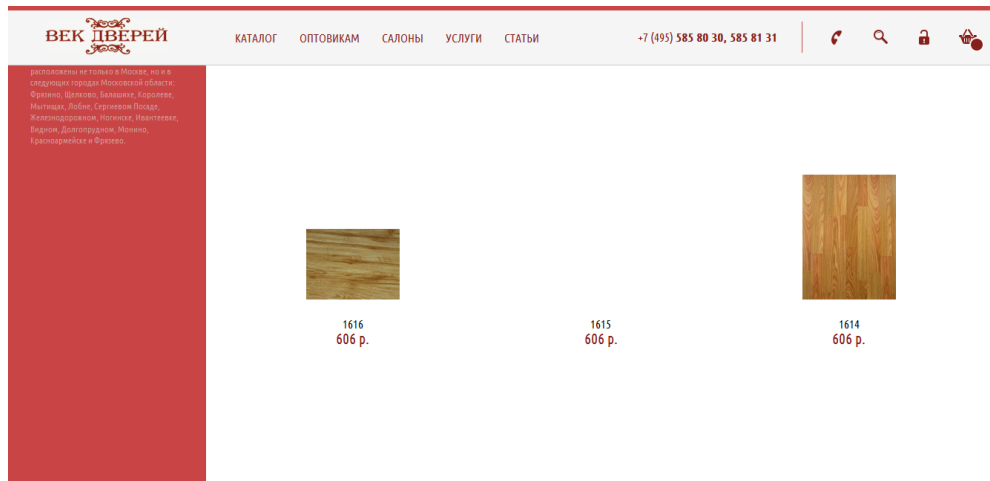 ВЕК ДВЕРЕЙ
КАТАЛОГ ОПТОВИКАМ САЛОНЫ УСЛУГИ СТАТЬИ
+7 (495) 585 80 30, 585 81 31
расположены не только в Москве, но и в
следующих городах Московской области:
Фрязино, Щелково, Балашихе, Королеве,
Мытищах, Лобне, Сергиевом Посаде,
Железнодорожном, Ногинске, Ивантеевке,
Видном, Долгопрудном, Монино,
Красноармейске и Фрязево.
1616
606 р.
1615
606 р.
1614
606 р.